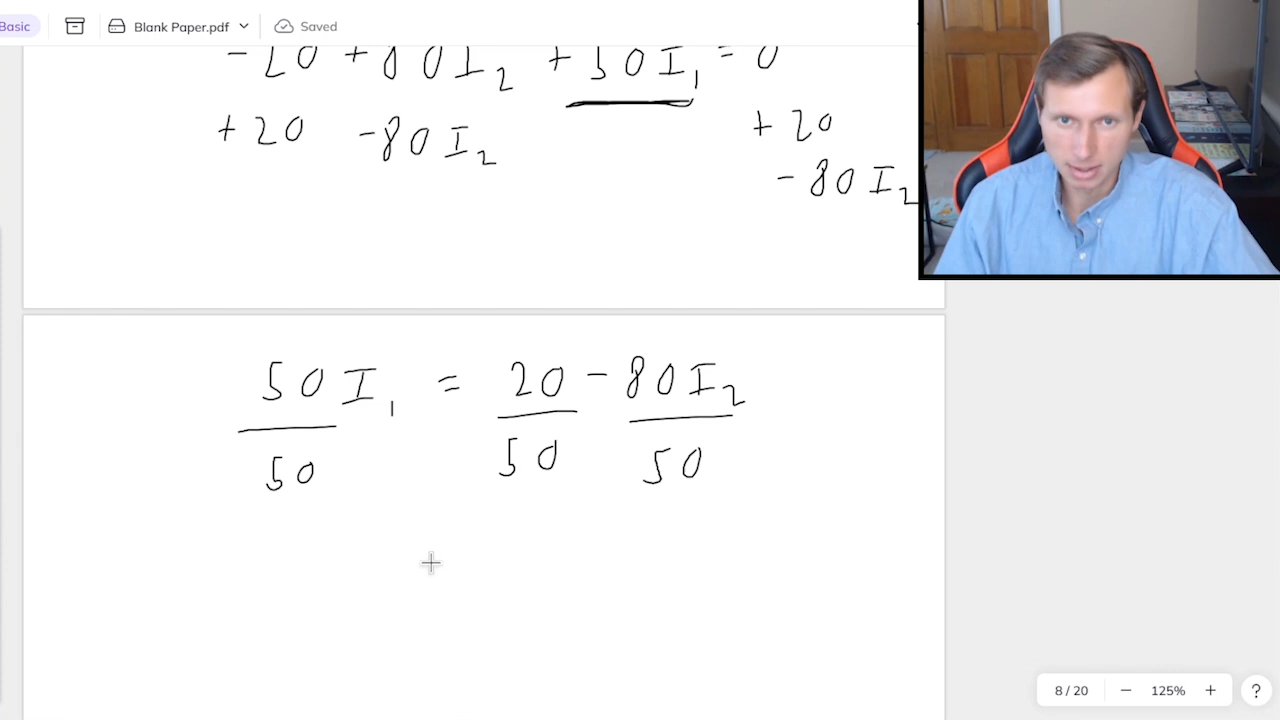 Basic Blank Paper.pdf Saved
- 20 + 80I₂ + 50I₁ = 0
+ 20 - 80I₂ + 20
- 80I₂
50I₁ = 20 - 80I₂
50 50 50
8 / 20 − 125% + ?